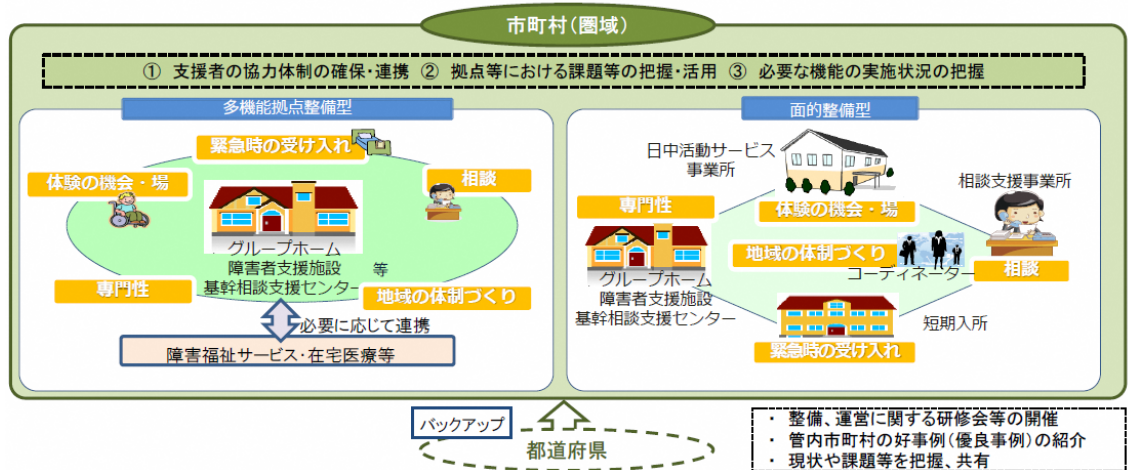 市町村(圏域)
① 支援者の協力体制の確保・連携 ② 拠点等における課題等の把握・活用 ③ 必要な機能の実施状況の把握
多機能拠点整備型
緊急時の受け入れ
体験の機会・場
相談
グループホーム
障害者支援施設 等
基幹相談支援センター
専門性
地域の体制づくり
必要に応じて連携
障害福祉サービス・在宅医療等
面的整備型
日中活動サービス
事業所
相談支援事業所
専門性
体験の機会・場
地域の体制づくり
コーディネーター
相談
グループホーム
障害者支援施設
基幹相談支援センター
短期入所
緊急時の受け入れ
バックアップ
都道府県
・ 整備、運営に関する研修会等の開催
・ 管内市町村の好事例(優良事例)の紹介
・ 現状や課題等を把握、共有